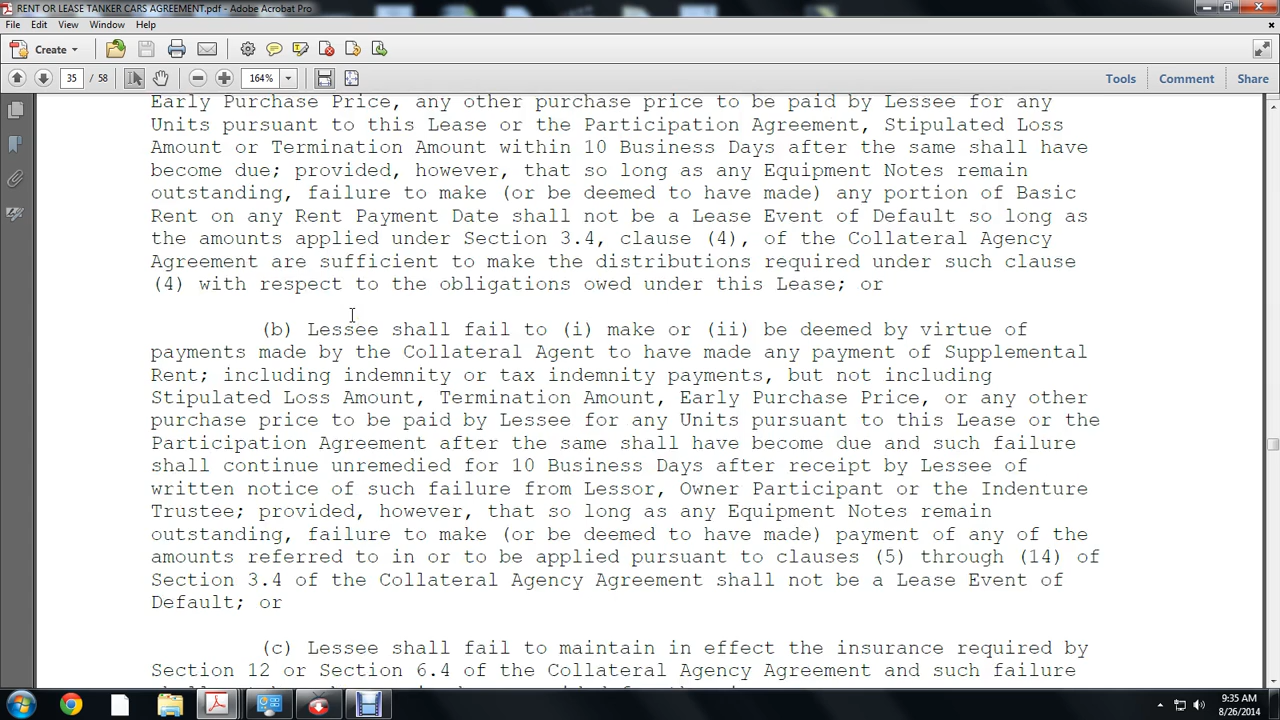 RENT OR LEASE TANKER CARS AGREEMENT.pdf - Adobe Acrobat Pro
File Edit View Window Help
Create
35 / 58 164% Tools Comment Share
Early Purchase Price, any other purchase price to be paid by Lessee for any
Units pursuant to this Lease or the Participation Agreement, Stipulated Loss
Amount or Termination Amount within 10 Business Days after the same shall have
become due; provided, however, that so long as any Equipment Notes remain
outstanding, failure to make (or be deemed to have made) any portion of Basic
Rent on any Rent Payment Date shall not be a Lease Event of Default so long as
the amounts applied under Section 3.4, clause (4), of the Collateral Agency
Agreement are sufficient to make the distributions required under such clause
(4) with respect to the obligations owed under this Lease; or
(b) Lessee shall fail to (i) make or (ii) be deemed by virtue of
payments made by the Collateral Agent to have made any payment of Supplemental
Rent; including indemnity or tax indemnity payments, but not including
Stipulated Loss Amount, Termination Amount, Early Purchase Price, or any other
purchase price to be paid by Lessee for any Units pursuant to this Lease or the
Participation Agreement after the same shall have become due and such failure
shall continue unremedied for 10 Business Days after receipt by Lessee of
written notice of such failure from Lessor, Owner Participant or the Indenture
Trustee; provided, however, that so long as any Equipment Notes remain
outstanding, failure to make (or be deemed to have made) payment of any of the
amounts referred to in or to be applied pursuant to clauses (5) through (14) of
Section 3.4 of the Collateral Agency Agreement shall not be a Lease Event of
Default; or
(c) Lessee shall fail to maintain in effect the insurance required by
Section 12 or Section 6.4 of the Collateral Agency Agreement and such failure
9:35 AM
8/26/2014